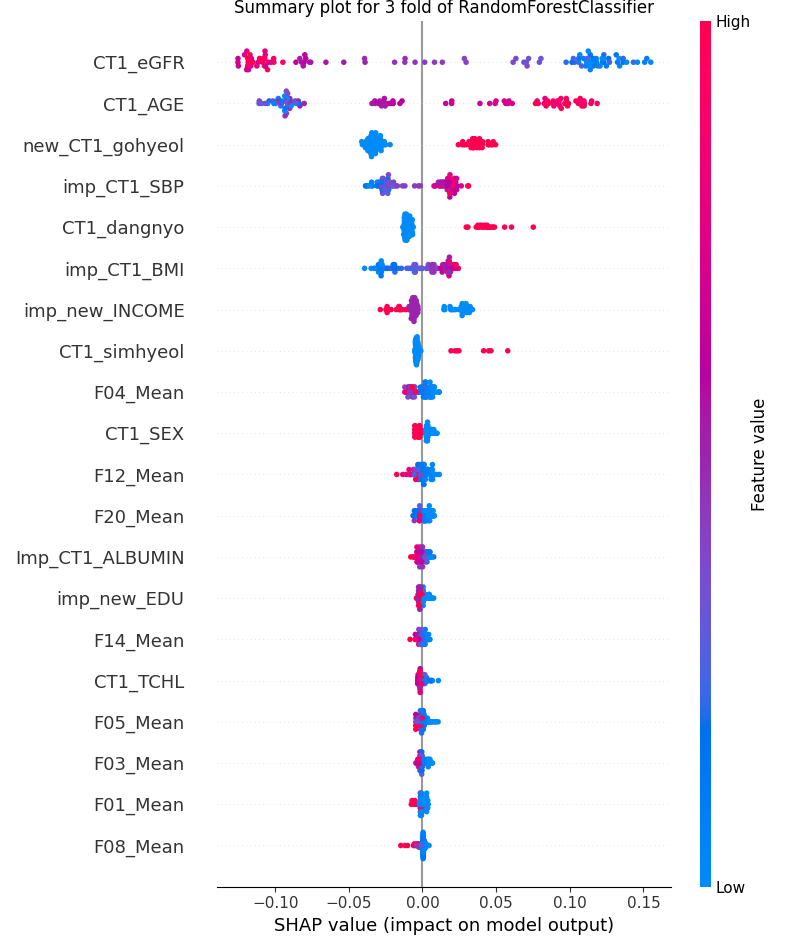 Summary plot for 3 fold of RandomForestClassifier
High
CT1_eGFR
CT1_AGE
new_CT1_gohyeol
imp_CT1_SBP
CT1_dangnyo
imp_CT1_BMI
imp_new_INCOME
CT1_simhyeol
F04_Mean
CT1_SEX
F12_Mean
F20_Mean
Imp_CT1_ALBUMIN
imp_new_EDU
F14_Mean
CT1_TCHL
F05_Mean
F03_Mean
F01_Mean
F08_Mean
Feature value
Low
−0.10 −0.05 0.00 0.05 0.10 0.15
SHAP value (impact on model output)